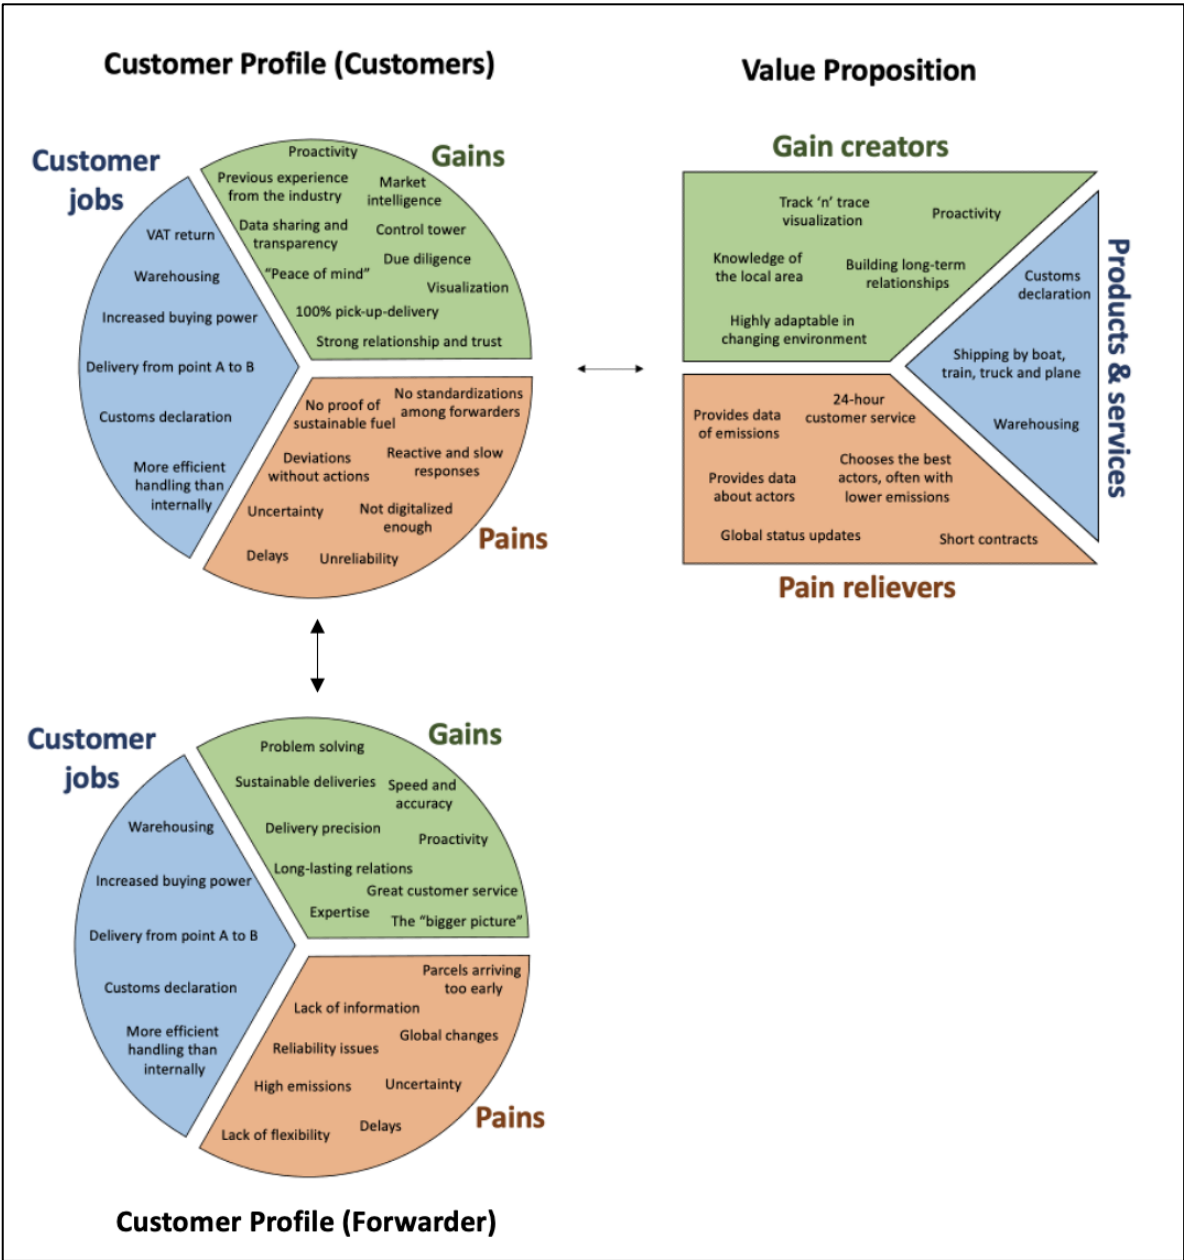 Customer Profile (Customers)
Customer
jobs
Gains
Proactivity
Previous experience
from the industry
Market
intelligence
Data sharing and
transparency
Control tower
Due diligence
“Peace of mind”
Visualization
100% pick-up-delivery
Strong relationship and trust
VAT return
Warehousing
Increased buying power
Delivery from point A to B
Customs declaration
More efficient
handling than
internally
No standardizations
among forwarders
No proof of
sustainable fuel
Deviations
without actions
Reactive and slow
responses
Uncertainty
Not digitalized
enough
Delays
Unreliability
Pains
Value Proposition
Gain creators
Track ‘n’ trace
visualization
Proactivity
Knowledge of
the local area
Building long-term
relationships
Highly adaptable in
changing environment
Customs
declaration
Shipping by boat,
train, truck and plane
Warehousing
Products & services
24-hour
customer service
Provides data
of emissions
Chooses the best
actors, often with
lower emissions
Provides data
about actors
Global status updates
Short contracts
Pain relievers
Customer
jobs
Gains
Problem solving
Sustainable deliveries
Speed and
accuracy
Delivery precision
Proactivity
Long-lasting relations
Great customer service
Expertise
The “bigger picture”
Warehousing
Increased buying power
Delivery from point A to B
Customs declaration
More efficient
handling than
internally
Parcels arriving
too early
Lack of information
Global changes
Reliability issues
High emissions
Uncertainty
Lack of flexibility
Delays
Pains
Customer Profile (Forwarder)